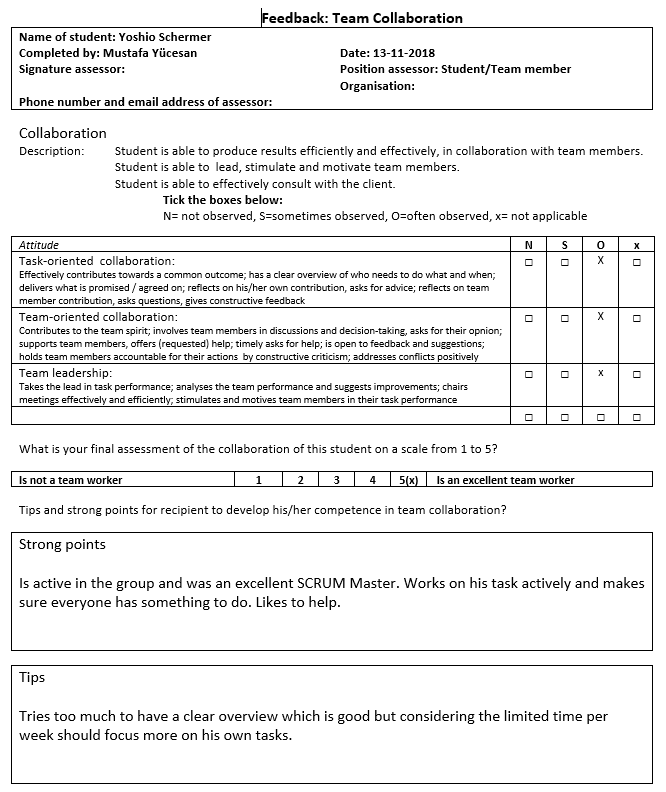 Feedback: Team Collaboration
Name of student: Yoshio Schermer
Completed by: Mustafa Yücesan Date: 13-11-2018
Signature assessor: Position assessor: Student/Team member
Organisation:
Phone number and email address of assessor:
Collaboration
Description: Student is able to produce results efficiently and effectively, in collaboration with team members.
Student is able to lead, stimulate and motivate team members.
Student is able to effectively consult with the client.
Tick the boxes below:
N= not observed, S=sometimes observed, O=often observed, x= not applicable
Attitude N S O x
Task-oriented collaboration: □ □ X □
Effectively contributes towards a common outcome; has a clear overview of who needs to do what and when;
delivers what is promised / agreed on; reflects on his/her own contribution, asks for advice; reflects on team
member contribution, asks questions, gives constructive feedback
Team-oriented collaboration: □ □ X □
Contributes to the team spirit; involves team members in discussions and decision-taking, asks for their opnion;
supports team members, offers (requested) help; timely asks for help; is open to feedback and suggestions;
holds team members accountable for their actions by constructive criticism; addresses conflicts positively
Team leadership: □ □ x □
Takes the lead in task performance; analyses the team performance and suggests improvements; chairs
meetings effectively and efficiently; stimulates and motives team members in their task performance
□ □ □ □
What is your final assessment of the collaboration of this student on a scale from 1 to 5?
Is not a team worker 1 2 3 4 5(x) Is an excellent team worker
Tips and strong points for recipient to develop his/her competence in team collaboration?
Strong points
Is active in the group and was an excellent SCRUM Master. Works on his task actively and makes
sure everyone has something to do. Likes to help.
Tips
Tries too much to have a clear overview which is good but considering the limited time per
week should focus more on his own tasks.